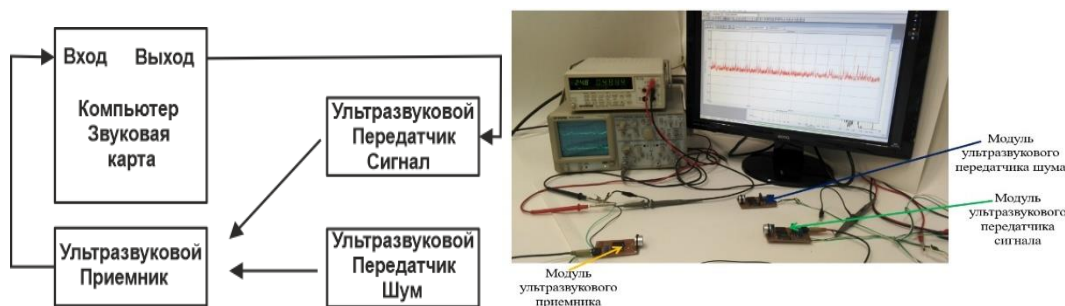 Вход Выход
Компьютер
Звуковая
карта
Ультразвуковой
Передатчик
Сигнал
Ультразвуковой
Приемник
Ультразвуковой
Передатчик
Шум
Модуль
ультразвукового
передатчика шума
Модуль
ультразвукового
передатчика
сигнала
Модуль
ультразвукового
приемника